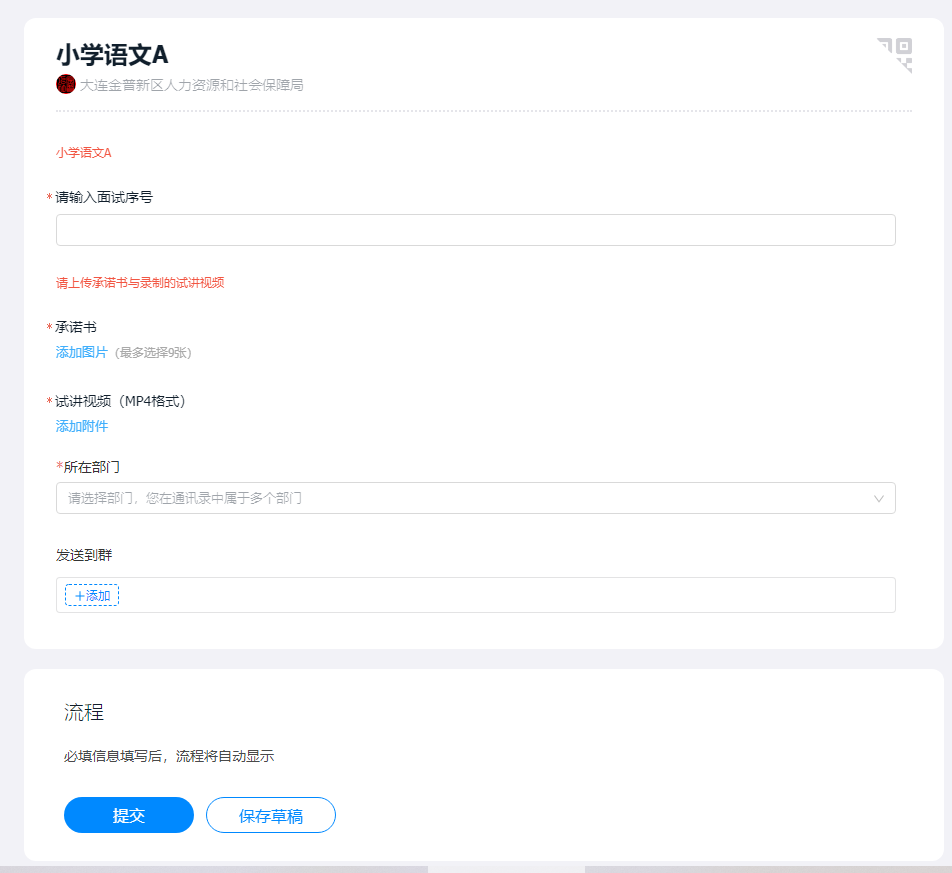 小学语文A
大连金普新区人力资源和社会保障局
小学语文A
*请输入面试序号
请上传承诺书与录制的试讲视频
*承诺书
添加图片 (最多选择9张)
*试讲视频（MP4格式）
添加附件
*所在部门
请选择部门，您在通讯录中属于多个部门
发送到群
+添加
流程
必填信息填写后，流程将自动显示
提交 保存草稿